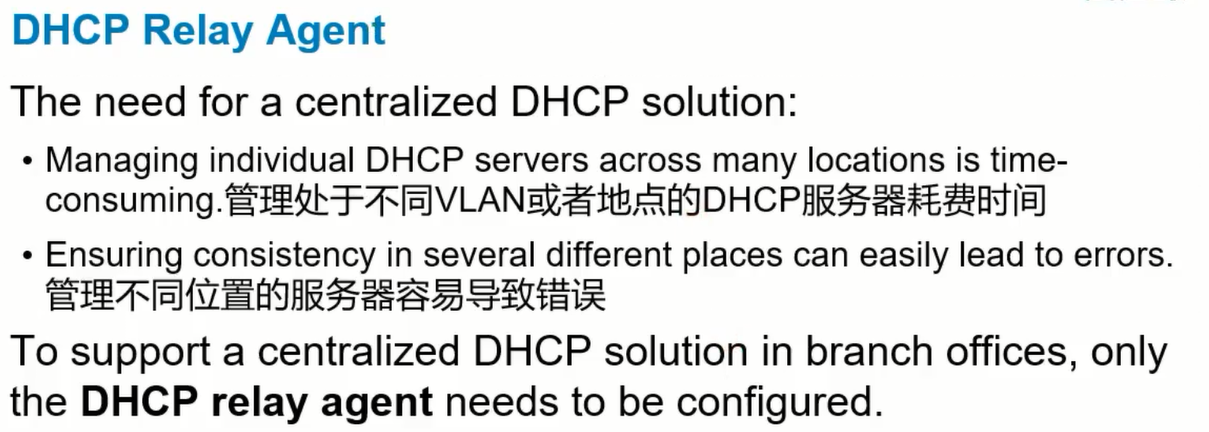 DHCP Relay Agent
The need for a centralized DHCP solution:
• Managing individual DHCP servers across many locations is time-
consuming.管理处于不同VLAN或者地点的DHCP服务器耗费时间
• Ensuring consistency in several different places can easily lead to errors.
管理不同位置的服务器容易导致错误
To support a centralized DHCP solution in branch offices, only
the DHCP relay agent needs to be configured.